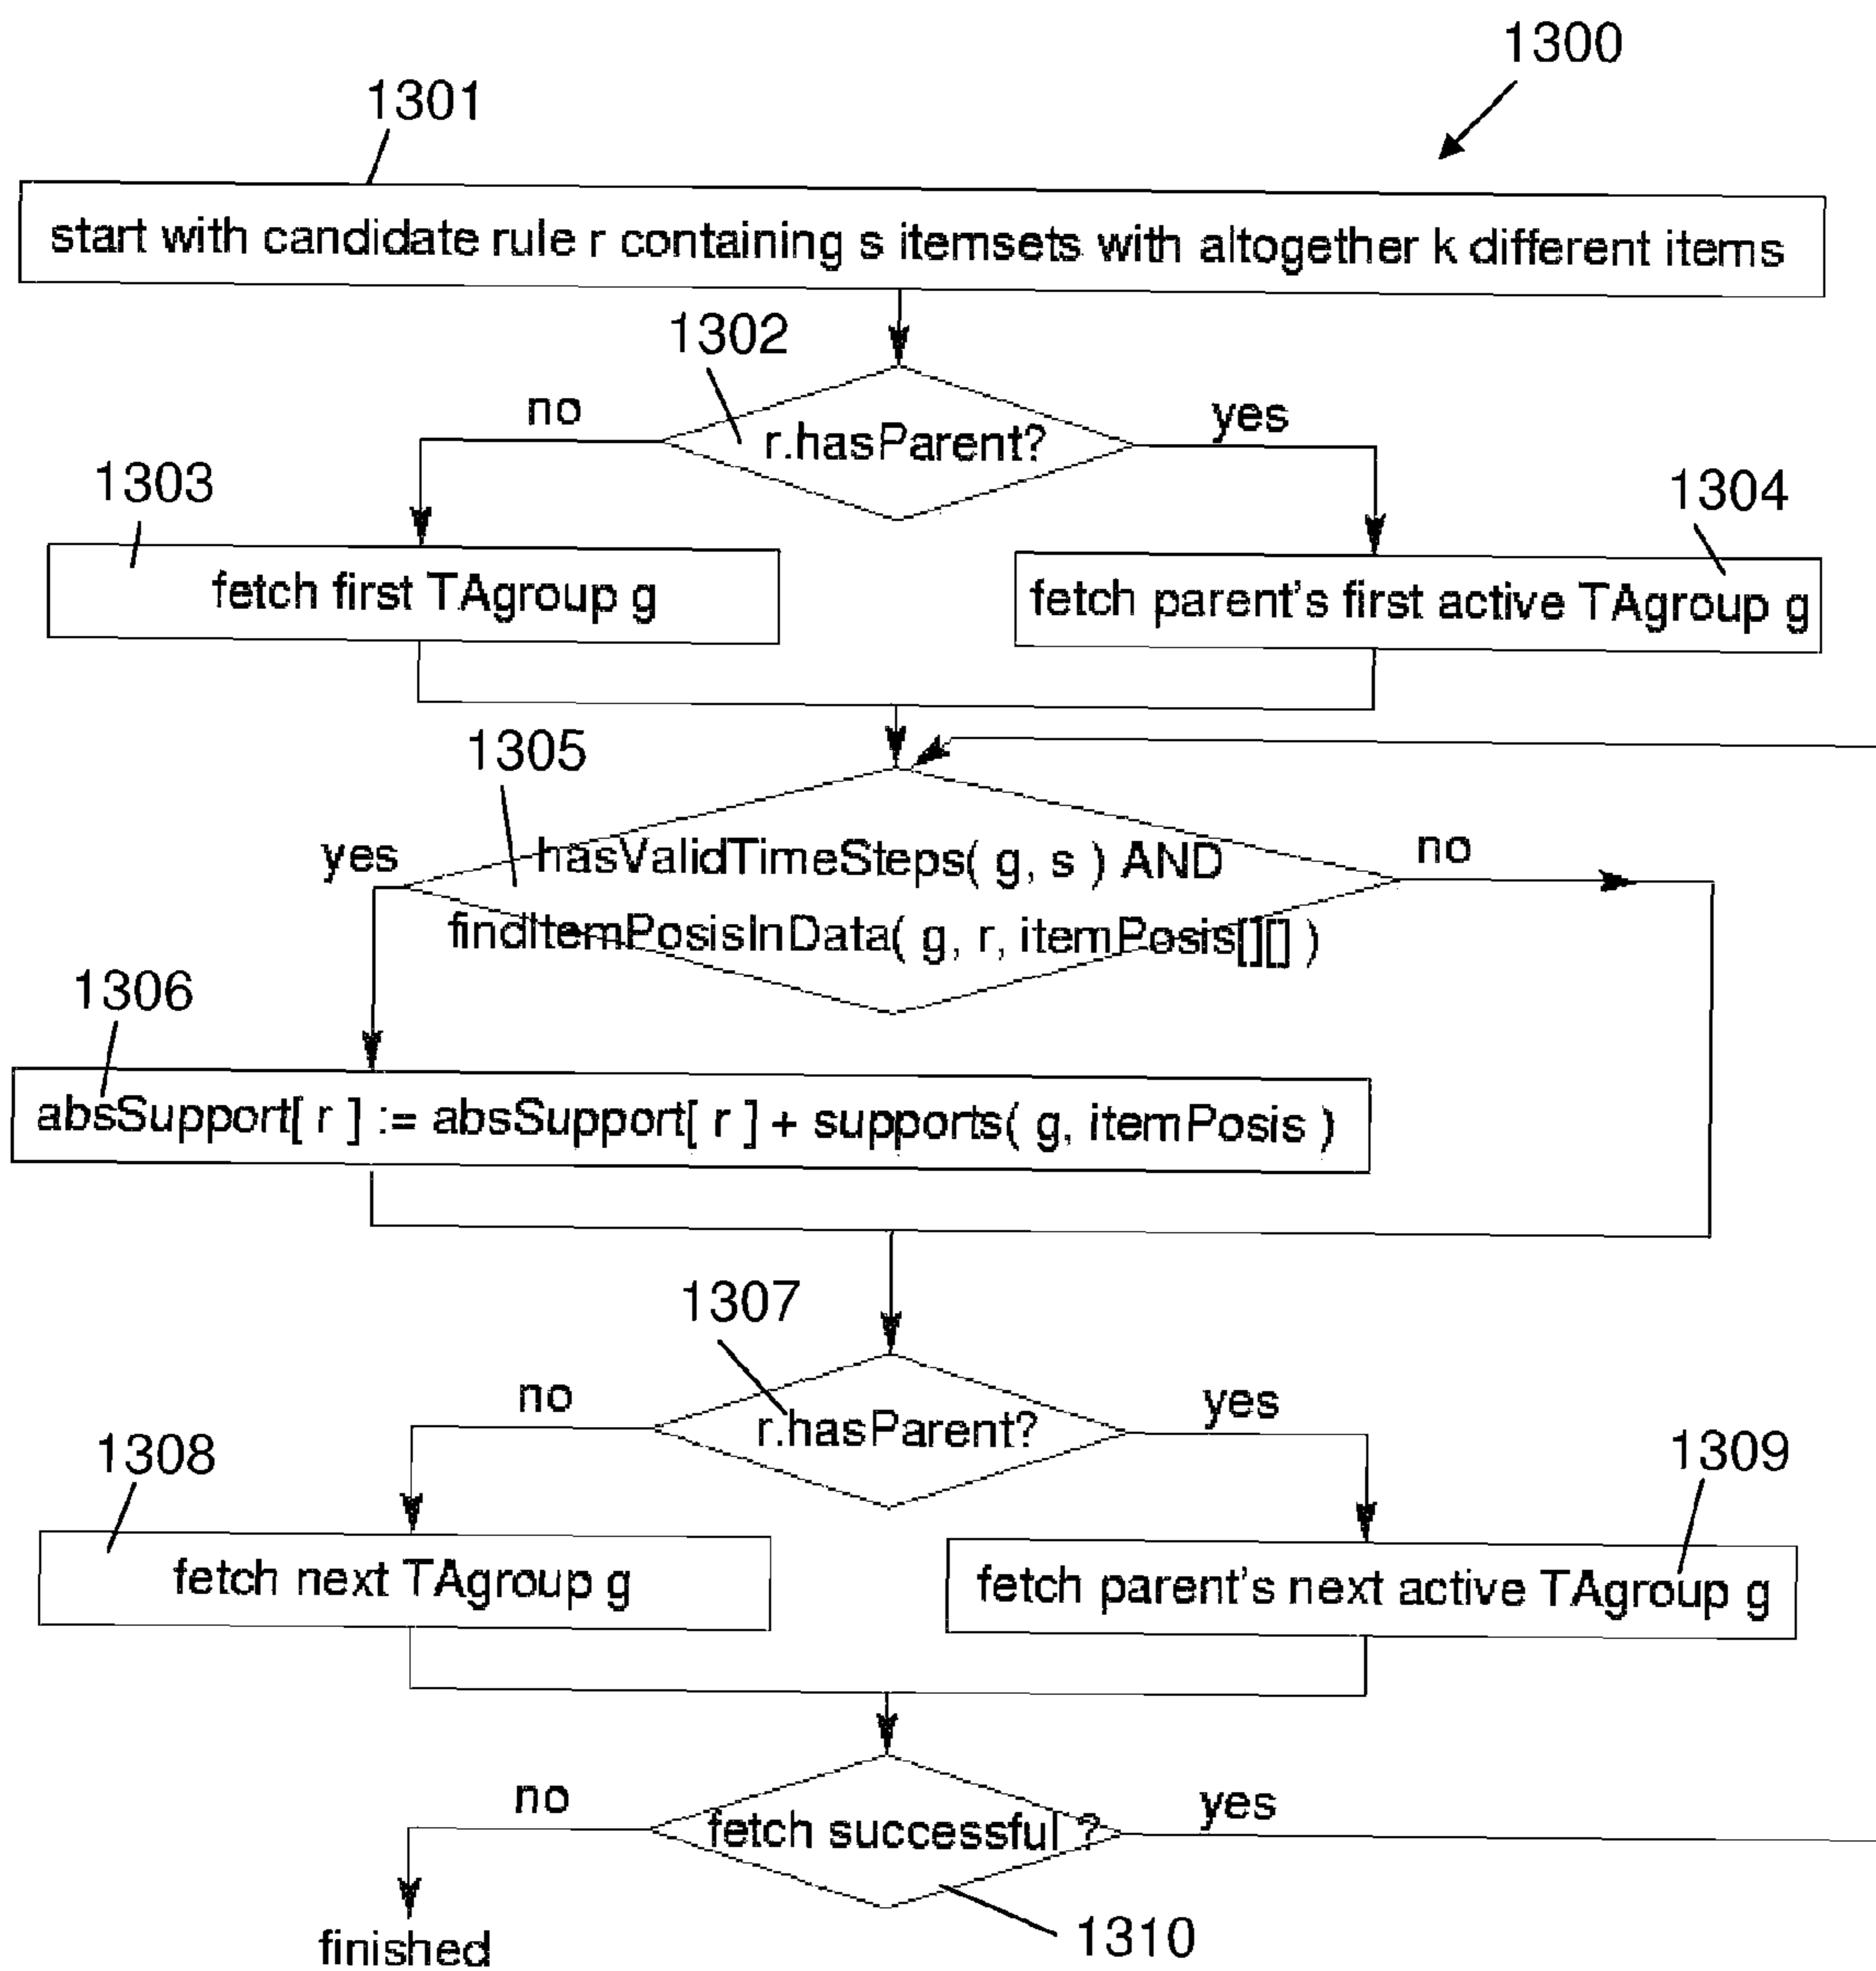 1300
1301
start with candidate rule r containing s itemsets with altogether k different items
1302
no
yes
r.hasParent?
1303
1304
fetch first TAgroup g
fetch parent's first active TAgroup g
1305
yes
hasValidTimeSteps( g, s ) AND
no
findItemPosisInData( g, r, itemPosis[][] )
1306
absSupport[ r ] := absSupport[ r ] + supports( g, itemPosis )
1307
no
yes
r.hasParent?
1308
1309
fetch next TAgroup g
fetch parent's next active TAgroup g
no
yes
fetch successful ?
1310
finished